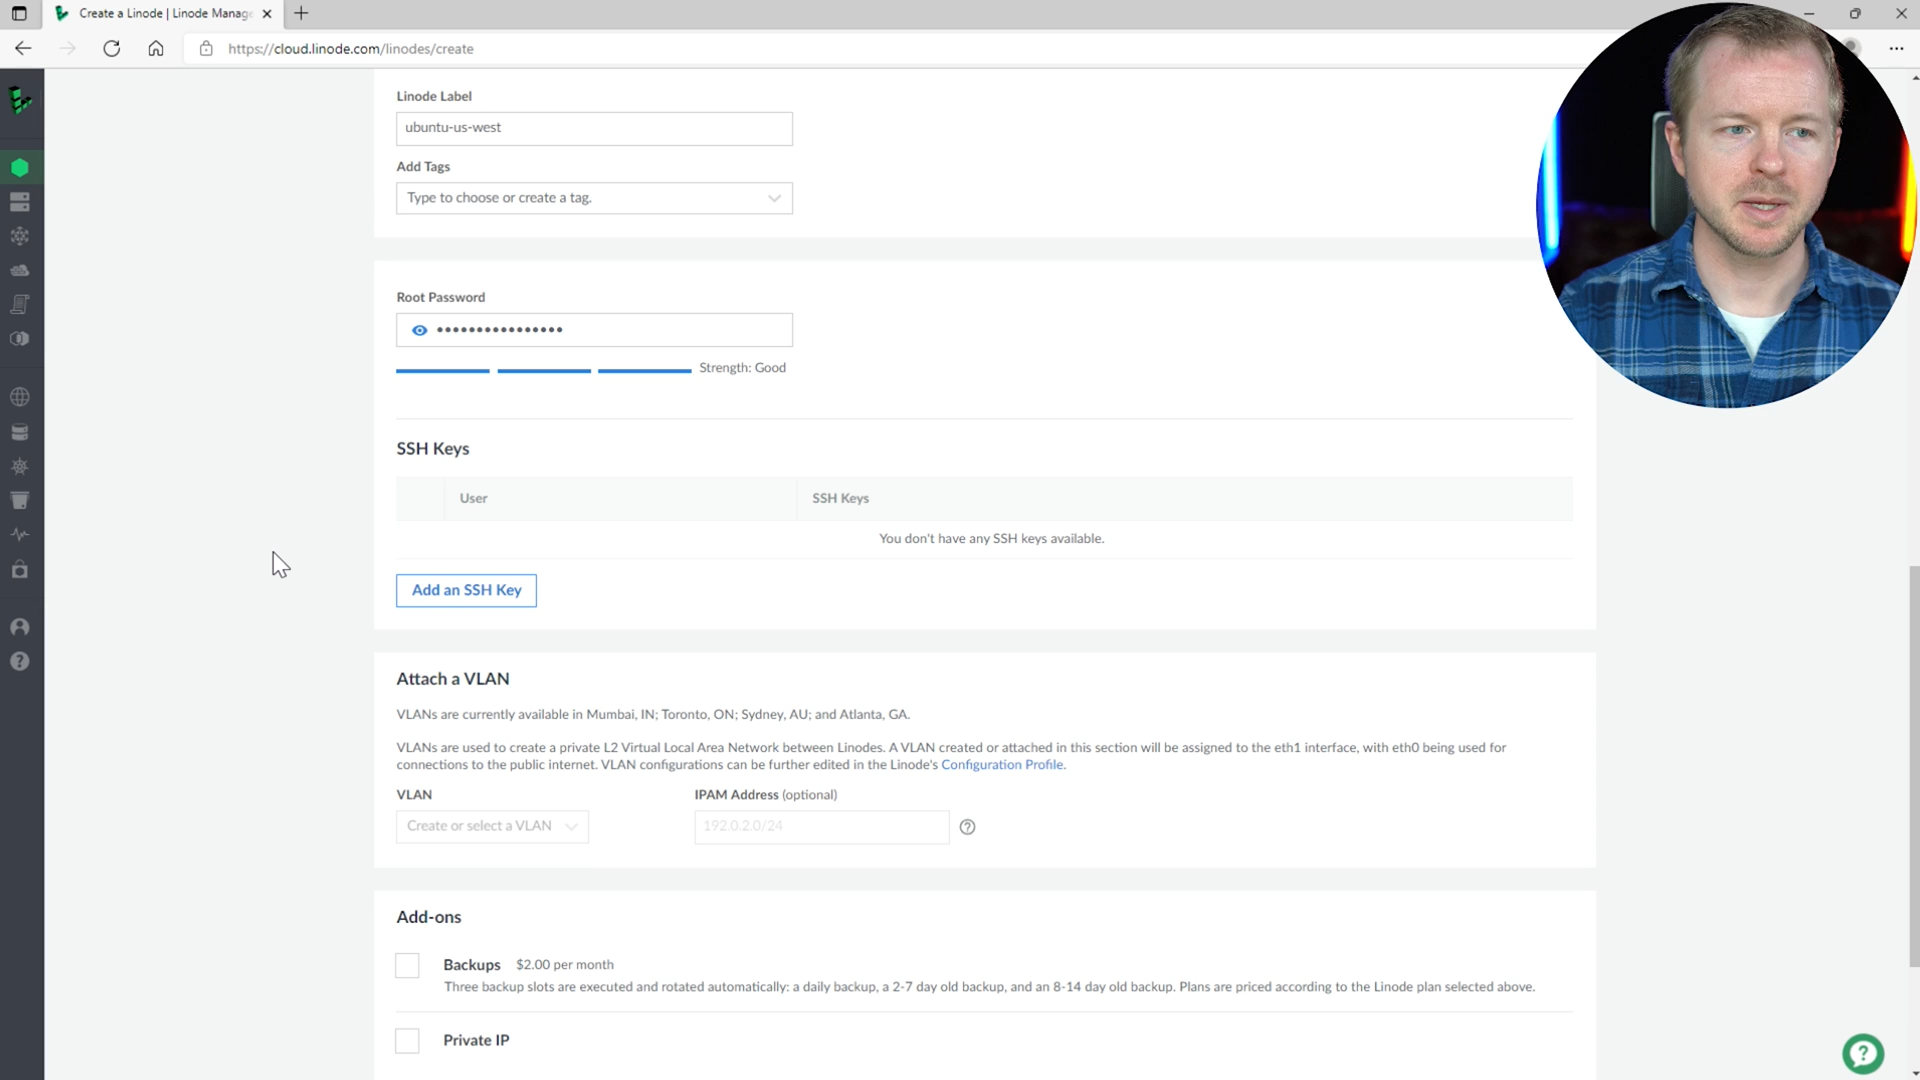 Create a Linode | Linode Manag
https://cloud.linode.com/linodes/create
Linode Label
ubuntu-us-west
Add Tags
Type to choose or create a tag.
Root Password
••••••••••••••••
Strength: Good
SSH Keys
User SSH Keys
You don't have any SSH keys available.
Add an SSH Key
Attach a VLAN
VLANs are currently available in Mumbai, IN; Toronto, ON; Sydney, AU; and Atlanta, GA.
VLANs are used to create a private L2 Virtual Local Area Network between Linodes. A VLAN created or attached in this section will be assigned to the eth1 interface, with eth0 being used for
connections to the public internet. VLAN configurations can be further edited in the Linode's Configuration Profile.
VLAN IPAM Address (optional)
Create or select a VLAN 192.0.2.0/24
Add-ons
Backups $2.00 per month
Three backup slots are executed and rotated automatically: a daily backup, a 2-7 day old backup, and an 8-14 day old backup. Plans are priced according to the Linode plan selected above.
Private IP